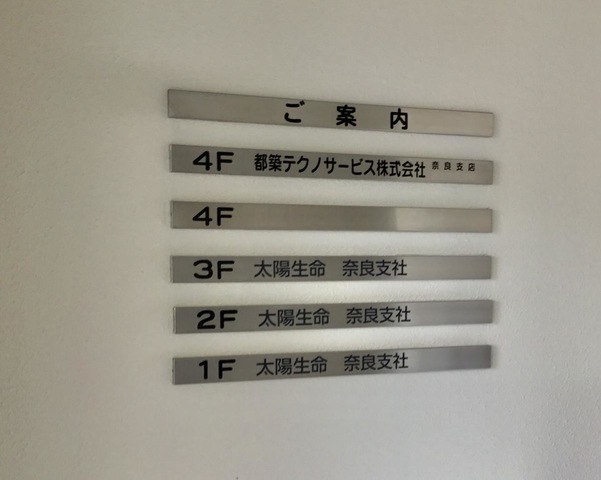 ご案内
4F 都築テクノサービス株式会社 奈良支店
4F
3F 太陽生命 奈良支社
2F 太陽生命 奈良支社
1F 太陽生命 奈良支社